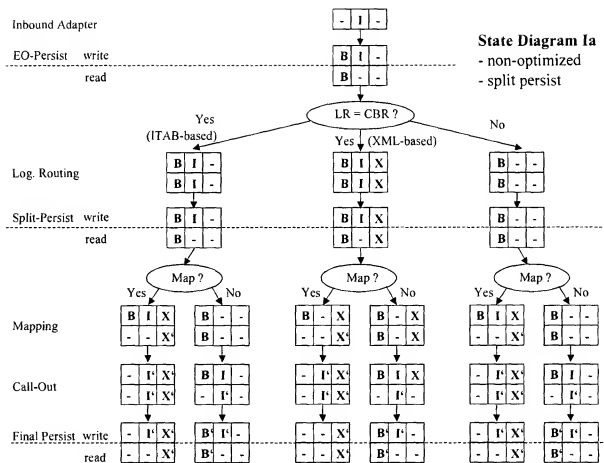 Inbound Adapter - I -
State Diagram Ia
- non-optimized
- split persist
EO-Persist write B I -
read B - -
LR = CBR ?
Yes
(ITAB-based)
Yes (XML-based)
No
Log. Routing
B I - B I X B - -
B I - B I X B - -
Split-Persist write B I - B I X B - -
read B - - B - X B - -
Map ? Map ? Map ?
Yes No Yes No Yes No
Mapping
B I X B - - B - X B - X B I X B - -
- - X‘ B - - - - X‘ B - X - - X‘ B - -
Call-Out
- I‘ X‘ B I - - I‘ X‘ B I X - I‘ X‘ B I -
- I‘ X‘ - I‘ - - I‘ X‘ - I‘ - - I‘ X‘ - I‘ -
Final Persist write - I‘ X‘ B‘ I‘ - - I‘ X‘ B‘ I‘ - - I‘ X‘ B‘ I‘ -
read - - X‘ B‘ - - - - X‘ B‘ - - - - X‘ B‘ - -